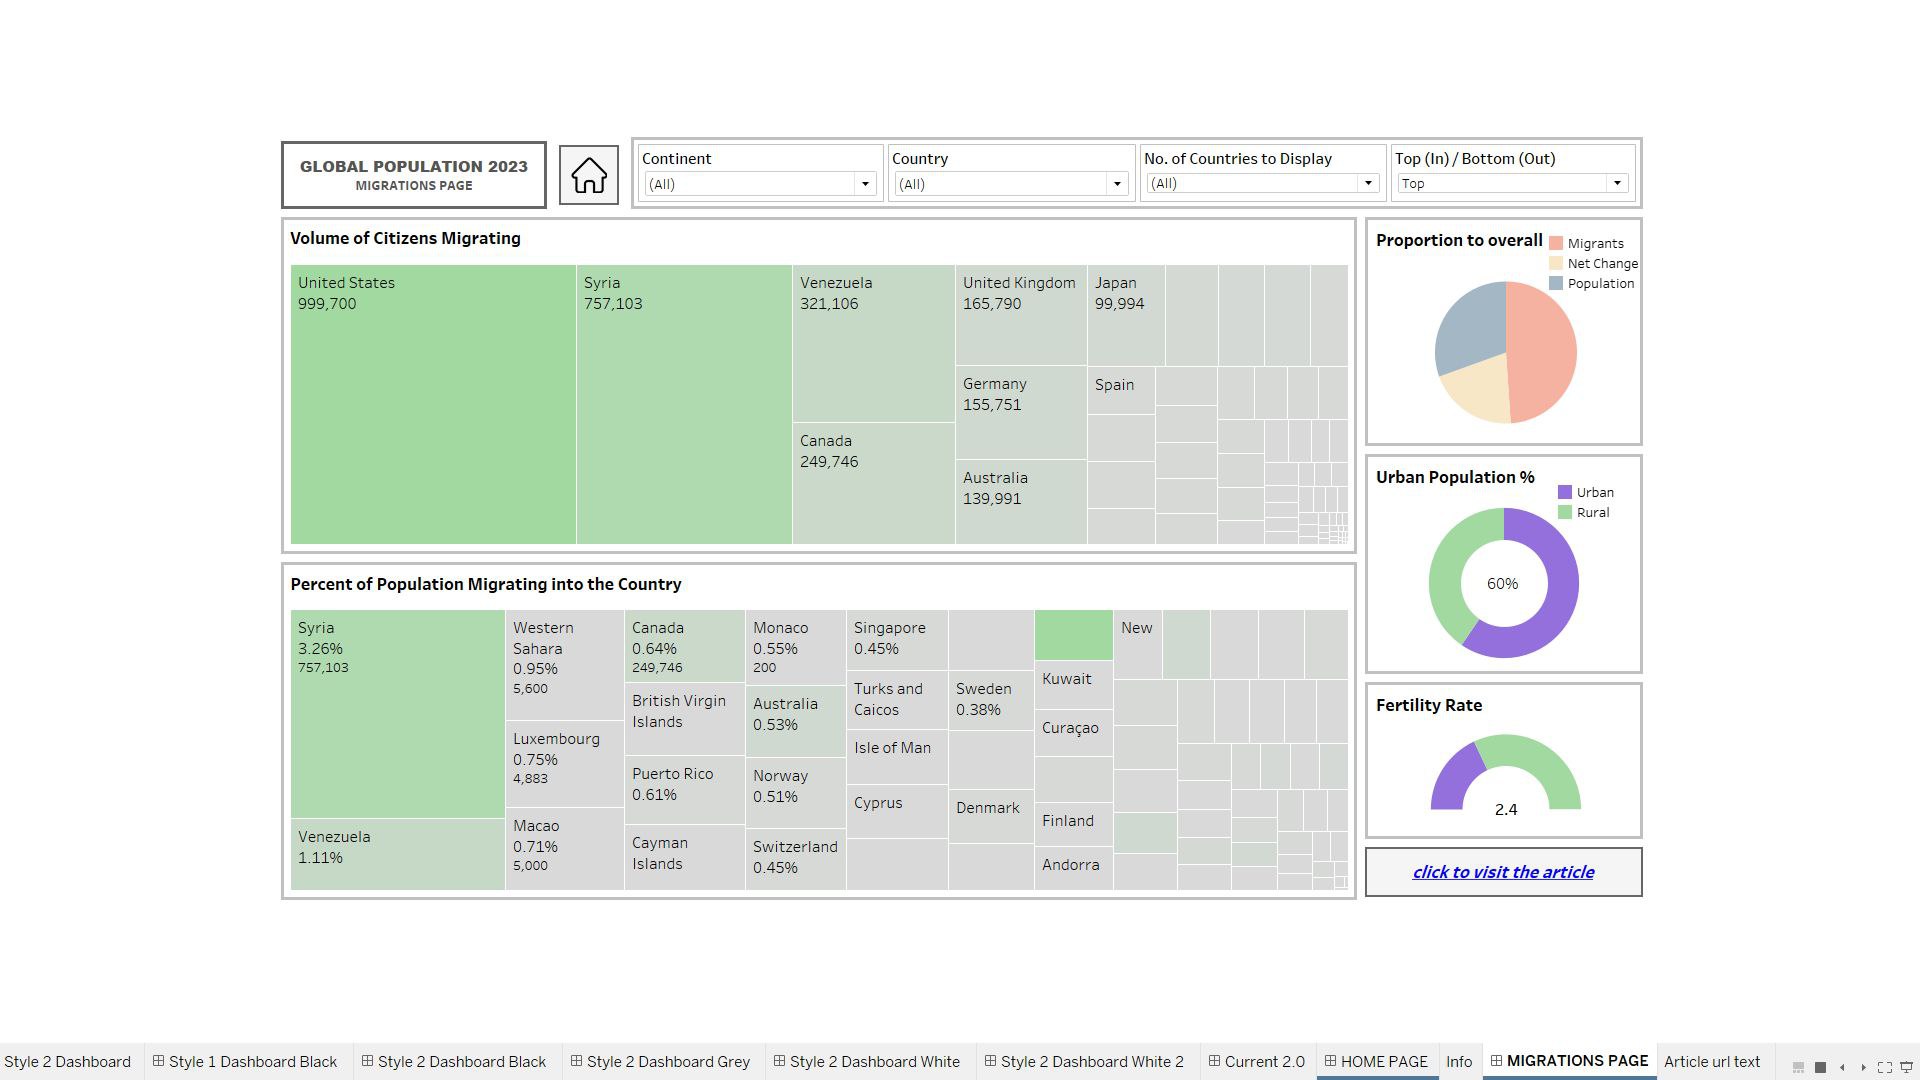 GLOBAL POPULATION 2023
MIGRATIONS PAGE
Continent
(All)
Country
(All)
No. of Countries to Display
(All)
Top (In) / Bottom (Out)
Top
Volume of Citizens Migrating
United States
999,700
Syria
757,103
Venezuela
321,106
Canada
249,746
United Kingdom
165,790
Germany
155,751
Australia
139,991
Japan
99,994
Spain
Percent of Population Migrating into the Country
Syria
3.26%
757,103
Venezuela
1.11%
Western
Sahara
0.95%
5,600
Luxembourg
0.75%
4,883
Macao
0.71%
5,000
Canada
0.64%
249,746
British Virgin
Islands
Puerto Rico
0.61%
Cayman
Islands
Monaco
0.55%
200
Australia
0.53%
Norway
0.51%
Switzerland
0.45%
Singapore
0.45%
Turks and
Caicos
Isle of Man
Cyprus
Sweden
0.38%
Denmark
Kuwait
Curaçao
Finland
Andorra
New
Proportion to overall
Migrants
Net Change
Population
Urban Population %
Urban
Rural
60%
Fertility Rate
2.4
click to visit the article
Style 2 Dashboard
Style 1 Dashboard Black
Style 2 Dashboard Black
Style 2 Dashboard Grey
Style 2 Dashboard White
Style 2 Dashboard White 2
Current 2.0
HOME PAGE
Info
MIGRATIONS PAGE
Article url text